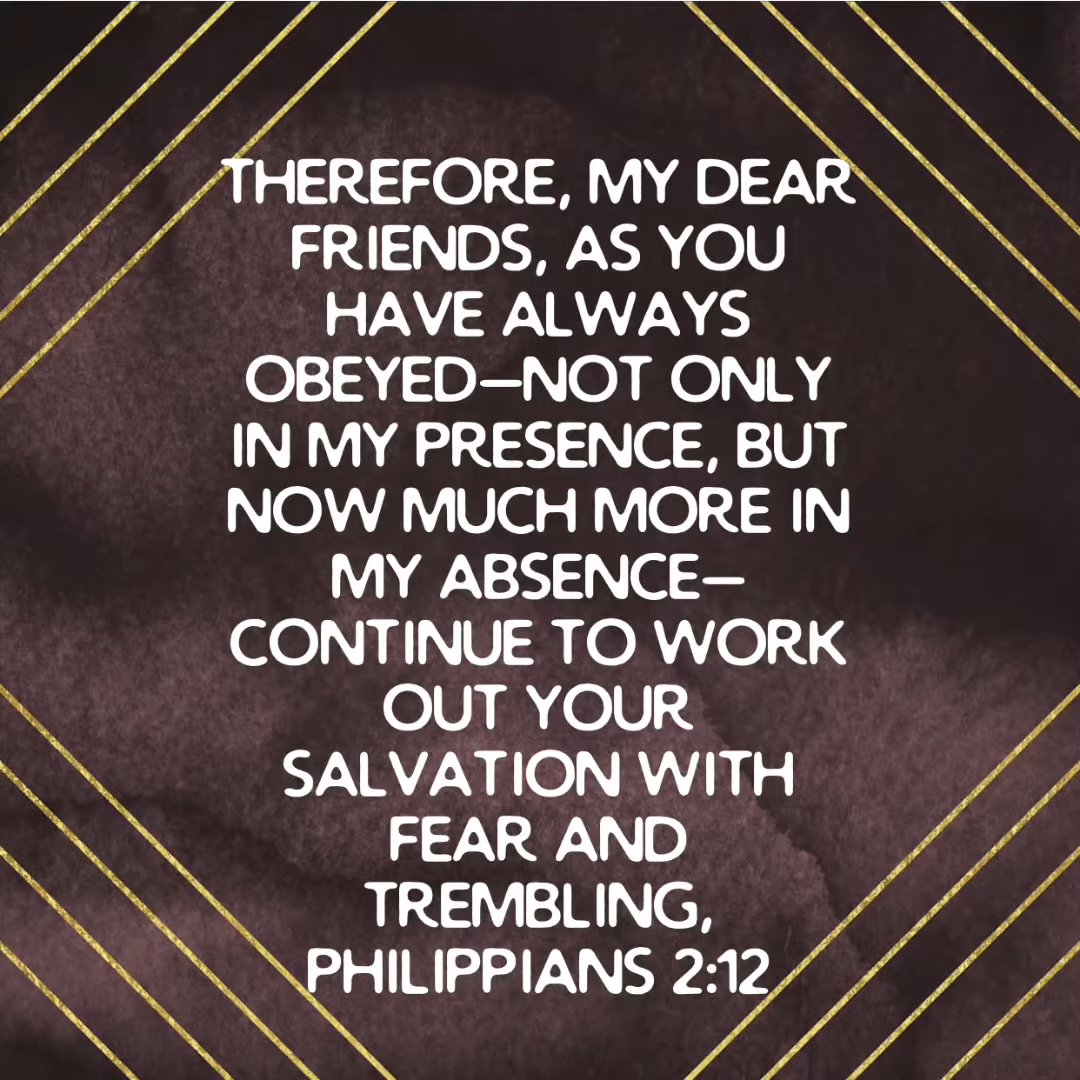 THEREFORE, MY DEAR
FRIENDS, AS YOU
HAVE ALWAYS
OBEYED—NOT ONLY
IN MY PRESENCE, BUT
NOW MUCH MORE IN
MY ABSENCE—
CONTINUE TO WORK
OUT YOUR
SALVATION WITH
FEAR AND
TREMBLING,
PHILIPPIANS 2:12